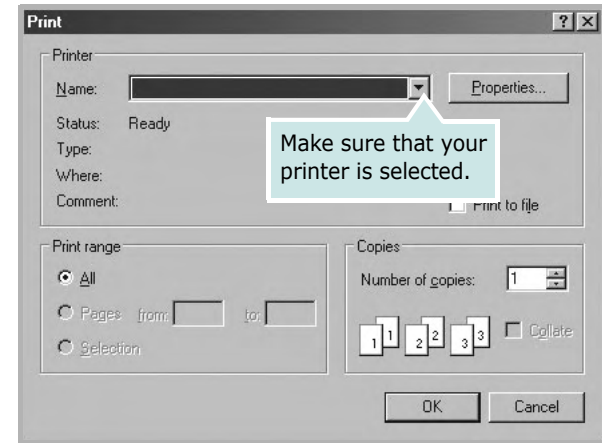 Print
Printer
Name:
Properties...
Status: Ready
Type:
Where:
Comment:
Make sure that your
printer is selected.
Print to file
Print range
All
Pages from: to:
Selection
Copies
Number of copies: 1
1 1 2 2 3 3
Collate
OK Cancel